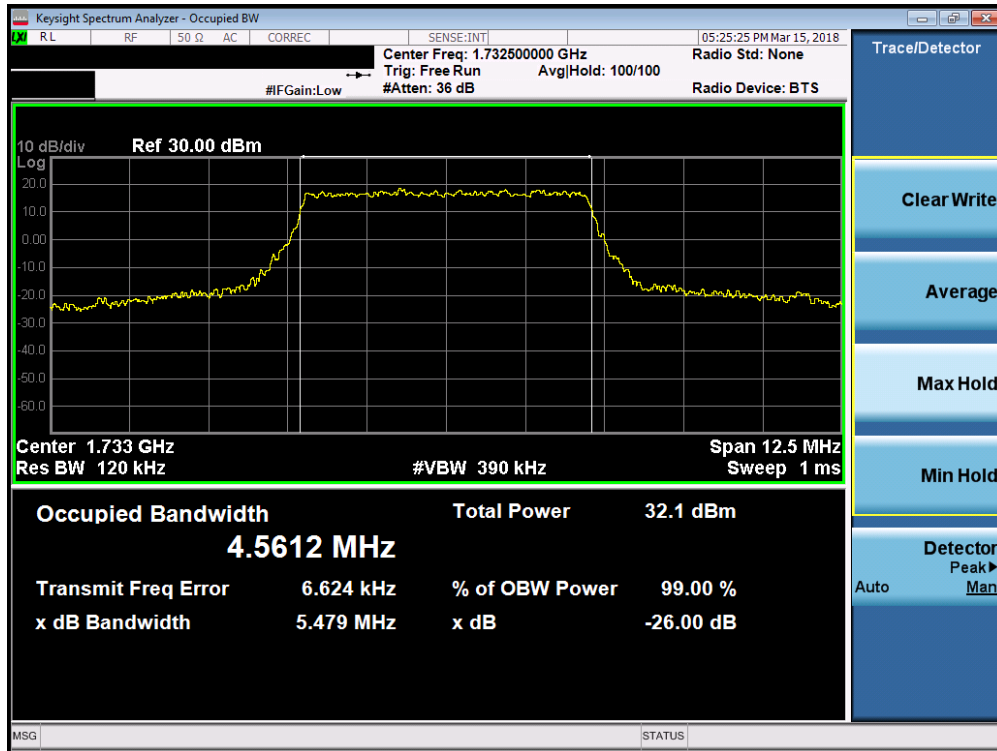 Keysight Spectrum Analyzer - Occupied BW
LXI RL RF 50 Ω AC CORREC SENSE:INT 05:25:25 PM Mar 15, 2018
Center Freq: 1.732500000 GHz Radio Std: None
Trig: Free Run Avg|Hold: 100/100
#IFGain:Low #Atten: 36 dB Radio Device: BTS
10 dB/div Ref 30.00 dBm
Log
20.0
10.0
0.00
-10.0
-20.0
-30.0
-40.0
-50.0
-60.0
Center 1.733 GHz Span 12.5 MHz
Res BW 120 kHz #VBW 390 kHz Sweep 1 ms
Occupied Bandwidth Total Power 32.1 dBm
4.5612 MHz
Transmit Freq Error 6.624 kHz % of OBW Power 99.00 %
x dB Bandwidth 5.479 MHz x dB -26.00 dB
MSG STATUS
Trace/Detector
Clear Write
Average
Max Hold
Min Hold
Detector
Peak▶
Auto Man